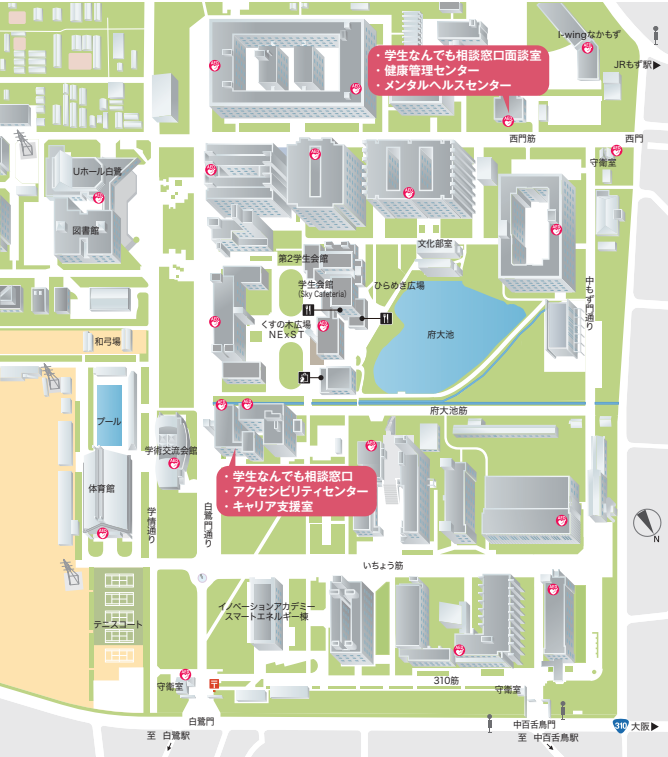 I-wingなかもず
・学生なんでも相談窓口面談室
・健康管理センター
・メンタルヘルスセンター
JRもず駅▶
西門筋
西門
守衛室
Uホール白鷺
図書館
文化部室
第2学生会館
学生会館
(Sky Cafeteria)
ひらめき広場
中もず門通り
くすの木広場
NExST
府大池
和弓場
府大池筋
プール
学術交流会館
・学生なんでも相談窓口
・アクセシビリティセンター
・キャリア支援室
体育館
学情通り
白鷺門通り
N
いちょう筋
イノベーションアカデミー
スマートエネルギー棟
テニスコート
310筋
守衛室
守衛室
白鷺門
中百舌鳥門
310 大阪▶
至 白鷺駅
至 中百舌鳥駅